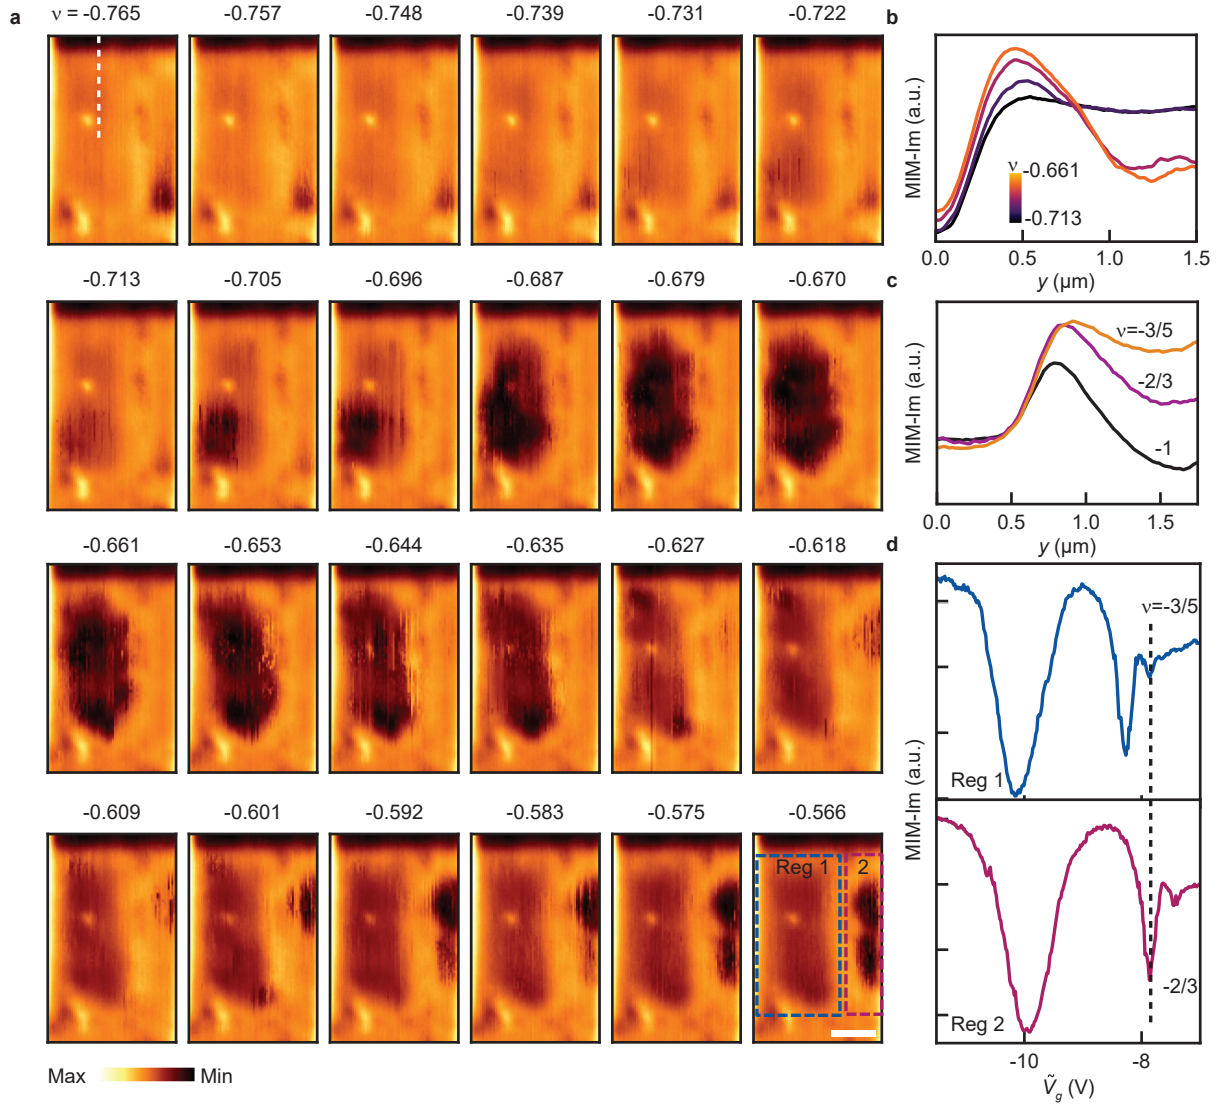 a
ν = -0.765 -0.757 -0.748 -0.739 -0.731 -0.722
-0.713 -0.705 -0.696 -0.687 -0.679 -0.670
-0.661 -0.653 -0.644 -0.635 -0.627 -0.618
-0.609 -0.601 -0.592 -0.583 -0.575 -0.566
Reg 1 2
Max Min
b
MIM-Im (a.u.)
ν
-0.661
-0.713
0.0 0.5 1.0 1.5
y (µm)
c
MIM-Im (a.u.)
ν=-3/5
-2/3
-1
0.0 0.5 1.0 1.5
y (µm)
d
ν=-3/5
Reg 1
MIM-Im (a.u.)
-2/3
Reg 2
-10 -8
Ṽg (V)